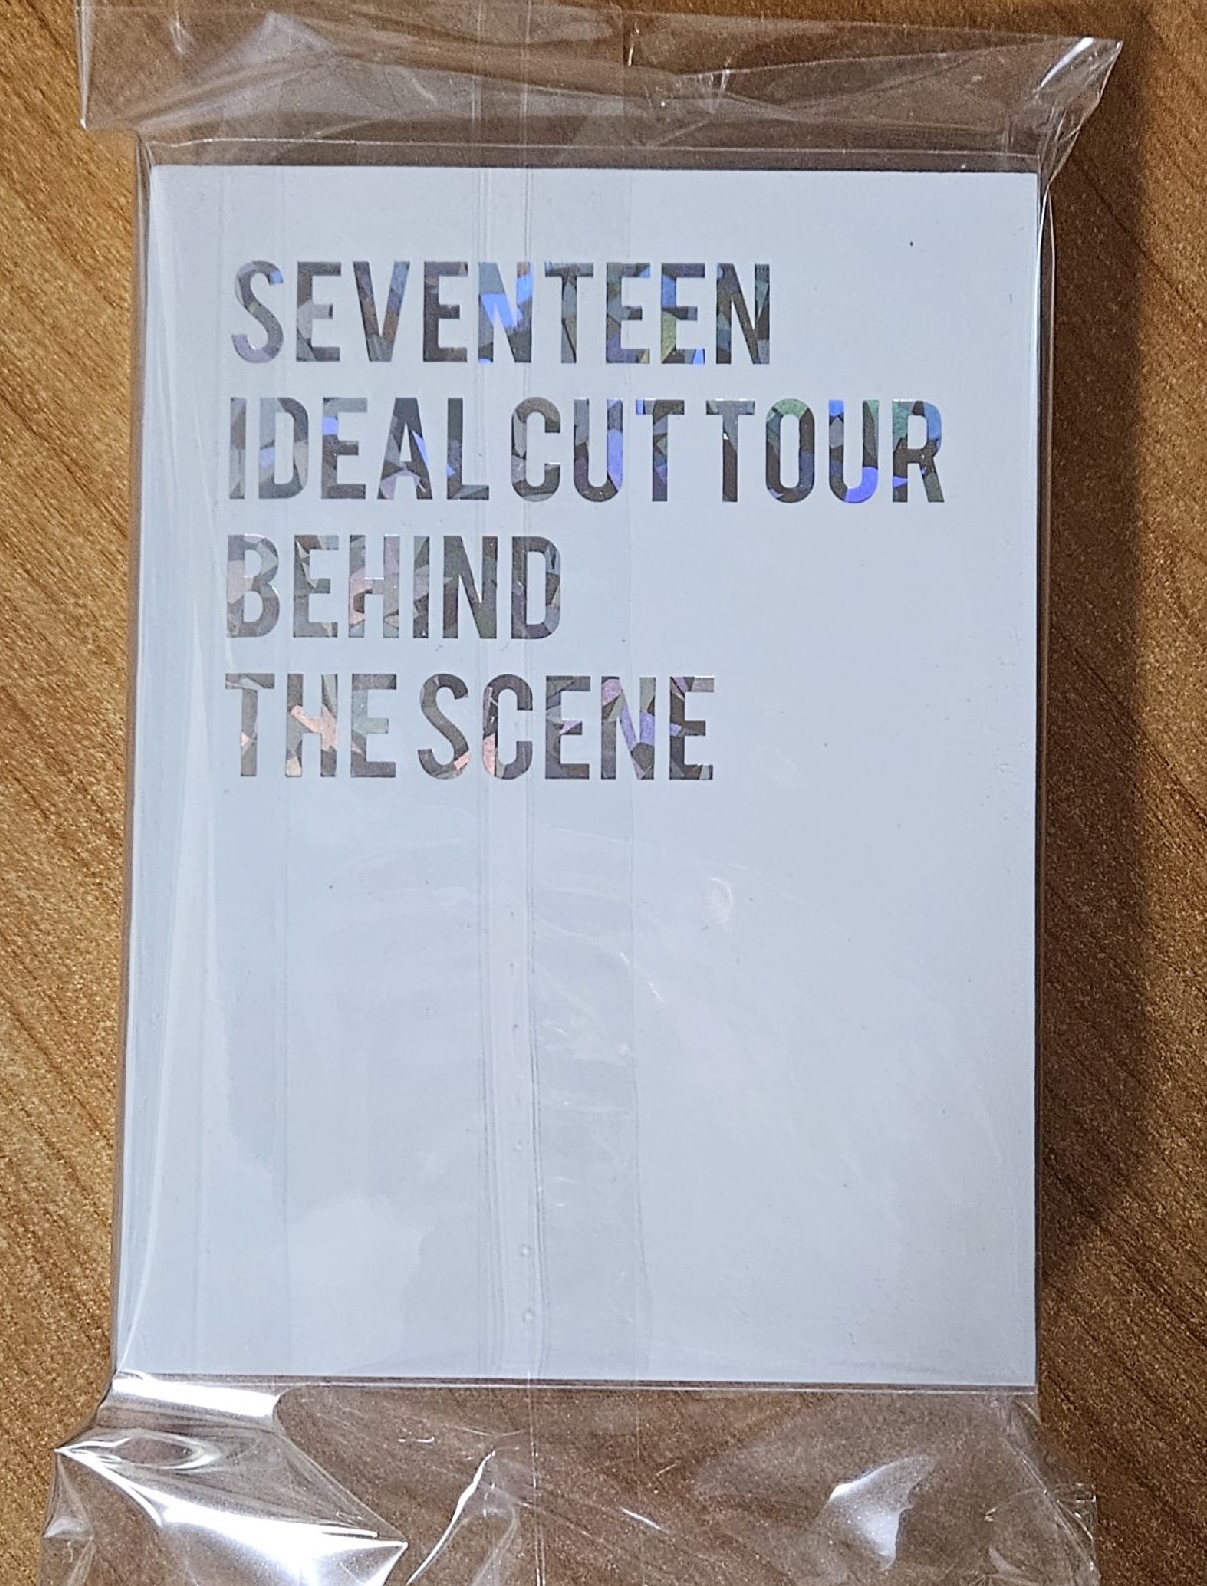 SEVENTEEN
IDEAL CUT TOUR
BEHIND
THE SCENE